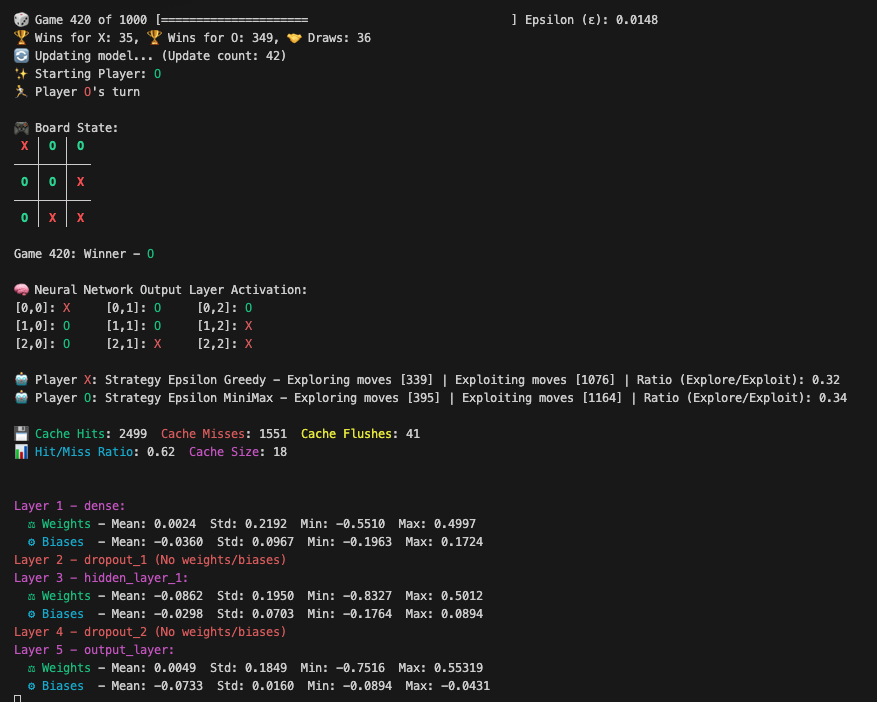 🎲 Game 420 of 1000 [===================== ] Epsilon (ε): 0.0148
🏆 Wins for X: 35, 🏆 Wins for O: 349, 🤝 Draws: 36
🔄 Updating model... (Update count: 42)
✨ Starting Player: O
🏃 Player O's turn
🎮 Board State:
X | O | O
O | O | X
O | X | X
Game 420: Winner - O
🧠 Neural Network Output Layer Activation:
[0,0]: X [0,1]: O [0,2]: O
[1,0]: O [1,1]: O [1,2]: X
[2,0]: O [2,1]: X [2,2]: X
🤖 Player X: Strategy Epsilon Greedy - Exploring moves [339] | Exploiting moves [1076] | Ratio (Explore/Exploit): 0.32
🤖 Player O: Strategy Epsilon MiniMax - Exploring moves [395] | Exploiting moves [1164] | Ratio (Explore/Exploit): 0.34
💾 Cache Hits: 2499 Cache Misses: 1551 Cache Flushes: 41
📊 Hit/Miss Ratio: 0.62 Cache Size: 18
Layer 1 - dense:
⚖ Weights - Mean: 0.0024 Std: 0.2192 Min: -0.5510 Max: 0.4997
⚙ Biases - Mean: -0.0360 Std: 0.0967 Min: -0.1963 Max: 0.1724
Layer 2 - dropout_1 (No weights/biases)
Layer 3 - hidden_layer_1:
⚖ Weights - Mean: -0.0862 Std: 0.1950 Min: -0.8327 Max: 0.5012
⚙ Biases - Mean: -0.0298 Std: 0.0703 Min: -0.1764 Max: 0.0894
Layer 4 - dropout_2 (No weights/biases)
Layer 5 - output_layer:
⚖ Weights - Mean: 0.0049 Std: 0.1849 Min: -0.7516 Max: 0.55319
⚙ Biases - Mean: -0.0733 Std: 0.0160 Min: -0.0894 Max: -0.0431